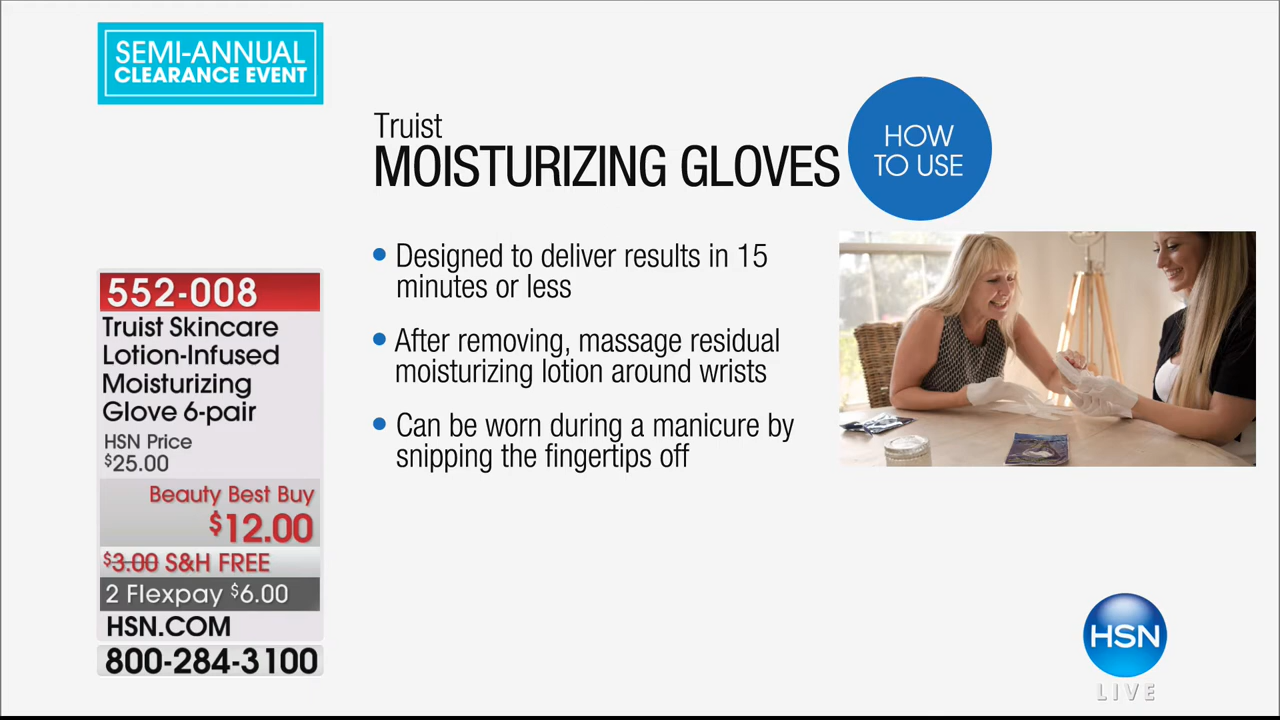 SEMI-ANNUAL
CLEARANCE EVENT
Truist
MOISTURIZING GLOVES
HOW
TO USE
• Designed to deliver results in 15
minutes or less
• After removing, massage residual
moisturizing lotion around wrists
• Can be worn during a manicure by
snipping the fingertips off
552-008
Truist Skincare
Lotion-Infused
Moisturizing
Glove 6-pair
HSN Price
$25.00
Beauty Best Buy
$12.00
$3.00 S&H FREE
2 Flexpay $6.00
HSN.COM
800-284-3100
HSN
LIVE